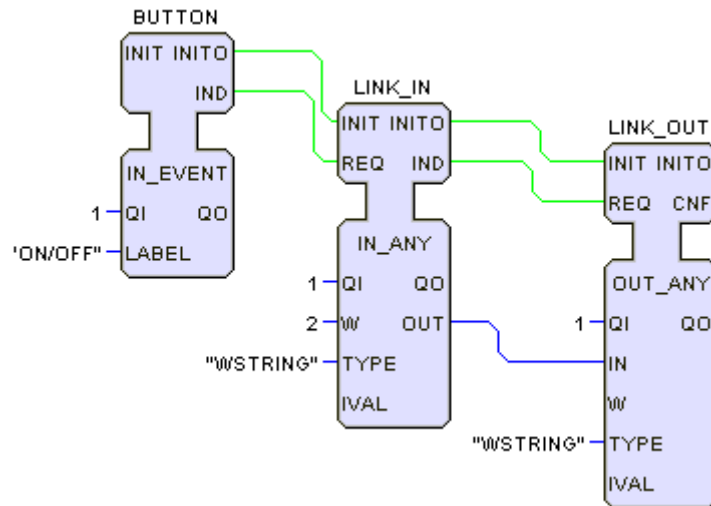 BUTTON
INIT INITO
IND
IN_EVENT
1 QI QO
"ON/OFF" LABEL
LINK_IN
INIT INITO
REQ IND
IN_ANY
1 QI QO
2 W OUT
"WSTRING" TYPE
IVAL
LINK_OUT
INIT INITO
REQ CNF
OUT_ANY
1 QI QO
IN
W
"WSTRING" TYPE
IVAL